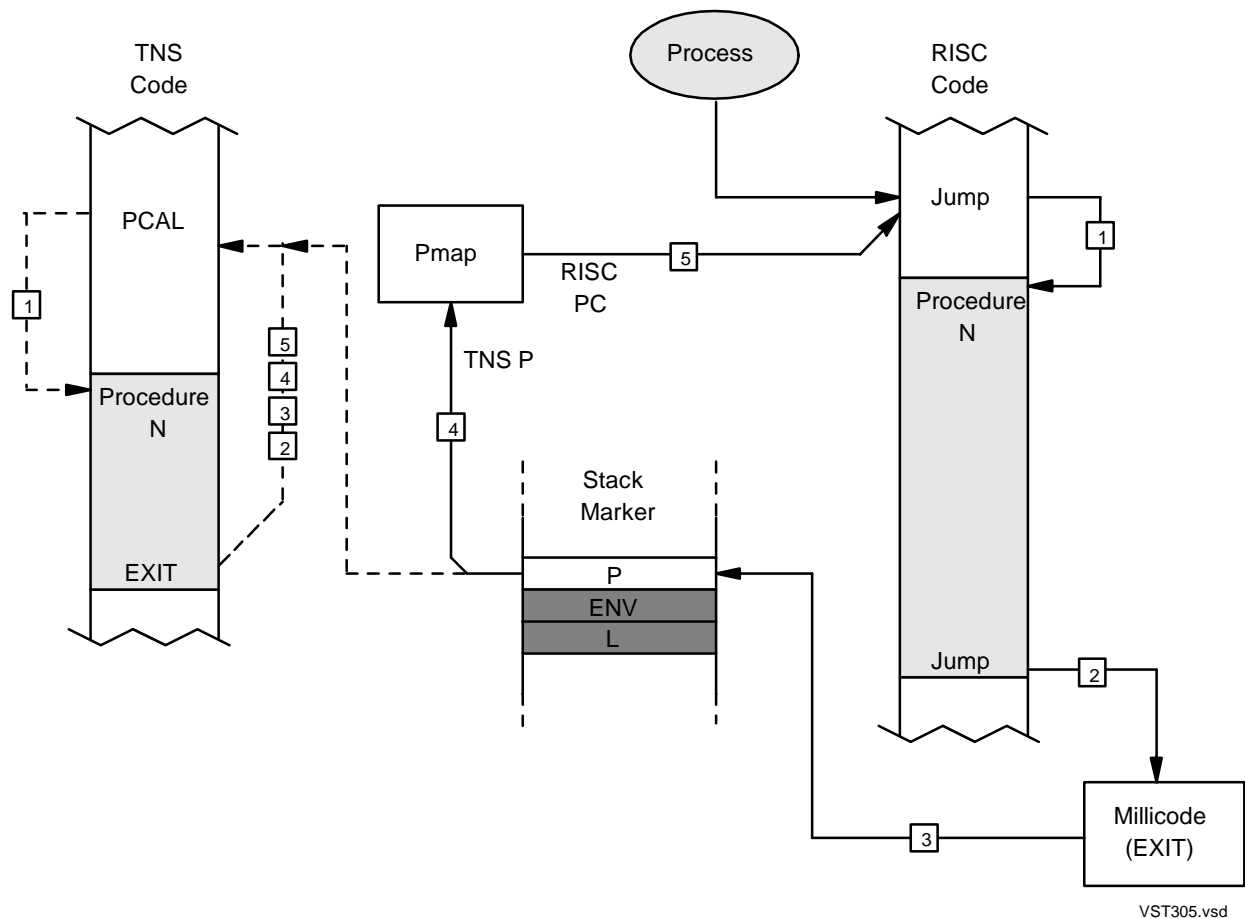 TNS
Code
Process
RISC
Code
PCAL
Jump
1
Pmap
5
RISC
PC
1
Procedure
N
TNS P
5
4
3
2
Procedure
N
4
Stack
Marker
EXIT
P
ENV
L
Jump
2
Millicode
(EXIT)
3
VST305.vsd